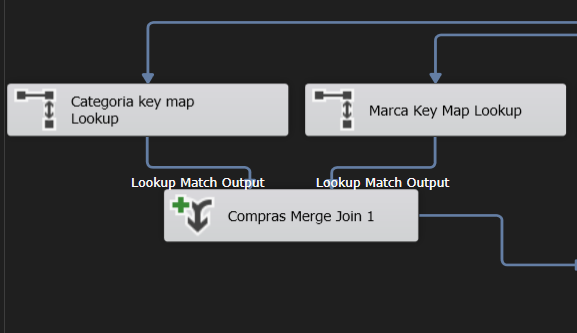 Categoria key map
Lookup
Marca Key Map Lookup
Lookup Match Output
Lookup Match Output
Compras Merge Join 1